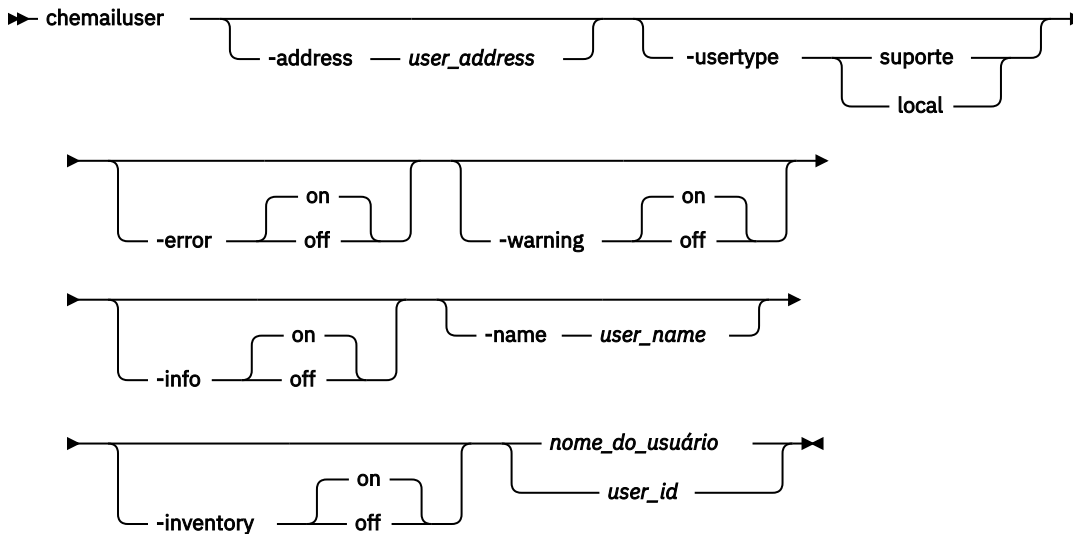 chemailuser
-address user_address -usertype suporte
local
on on
-error off -warning off
on -name user_name
-info off
nome_do_usuário
on user_id
-inventory off